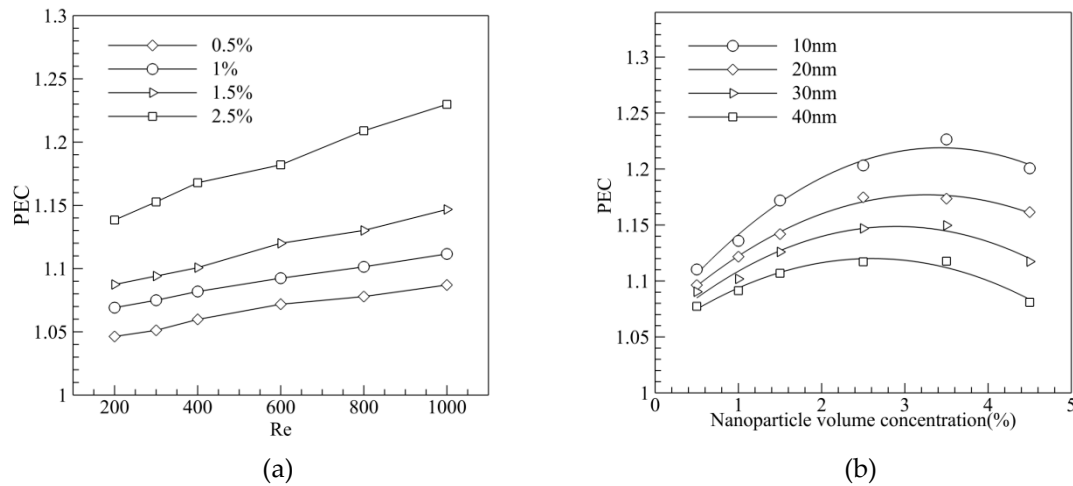 1.3
1.25
1.2
1.15
1.1
1.05
1
PEC
0.5%
1%
1.5%
2.5%
200
400
600
800
1000
Re
(a)
1.3
1.25
1.2
1.15
1.1
1.05
1
PEC
10nm
20nm
30nm
40nm
0
1
2
3
4
5
Nanoparticle volume concentration(%)
(b)